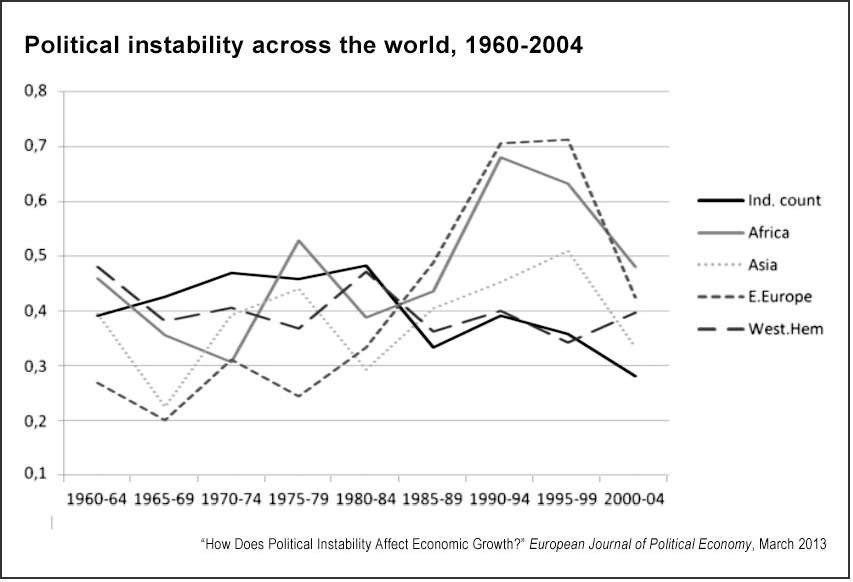 Political instability across the world, 1960-2004
0,8
0,7
0,6
0,5
0,4
0,3
0,2
0,1
1960-64 1965-69 1970-74 1975-79 1980-84 1985-89 1990-94 1995-99 2000-04
Ind. count
Africa
Asia
E.Europe
West.Hem
“How Does Political Instability Affect Economic Growth?” European Journal of Political Economy, March 2013